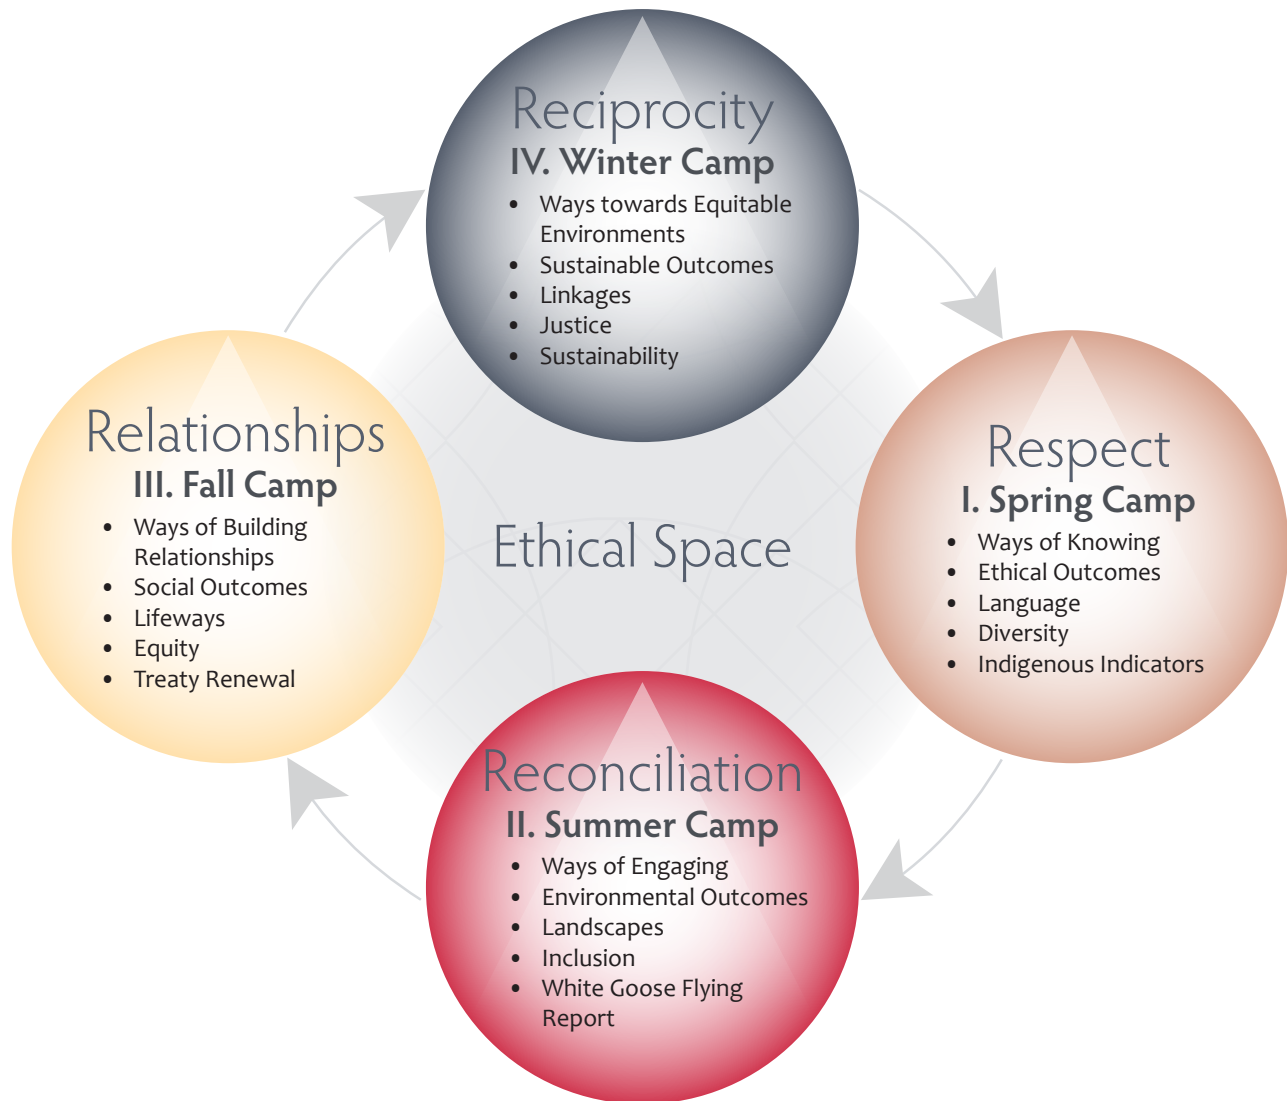 Reciprocity
IV. Winter Camp
• Ways towards Equitable
Environments
• Sustainable Outcomes
• Linkages
• Justice
• Sustainability
Relationships
III. Fall Camp
• Ways of Building
Relationships
• Social Outcomes
• Lifeways
• Equity
• Treaty Renewal
Ethical Space
Respect
I. Spring Camp
• Ways of Knowing
• Ethical Outcomes
• Language
• Diversity
• Indigenous Indicators
Reconciliation
II. Summer Camp
• Ways of Engaging
• Environmental Outcomes
• Landscapes
• Inclusion
• White Goose Flying
Report